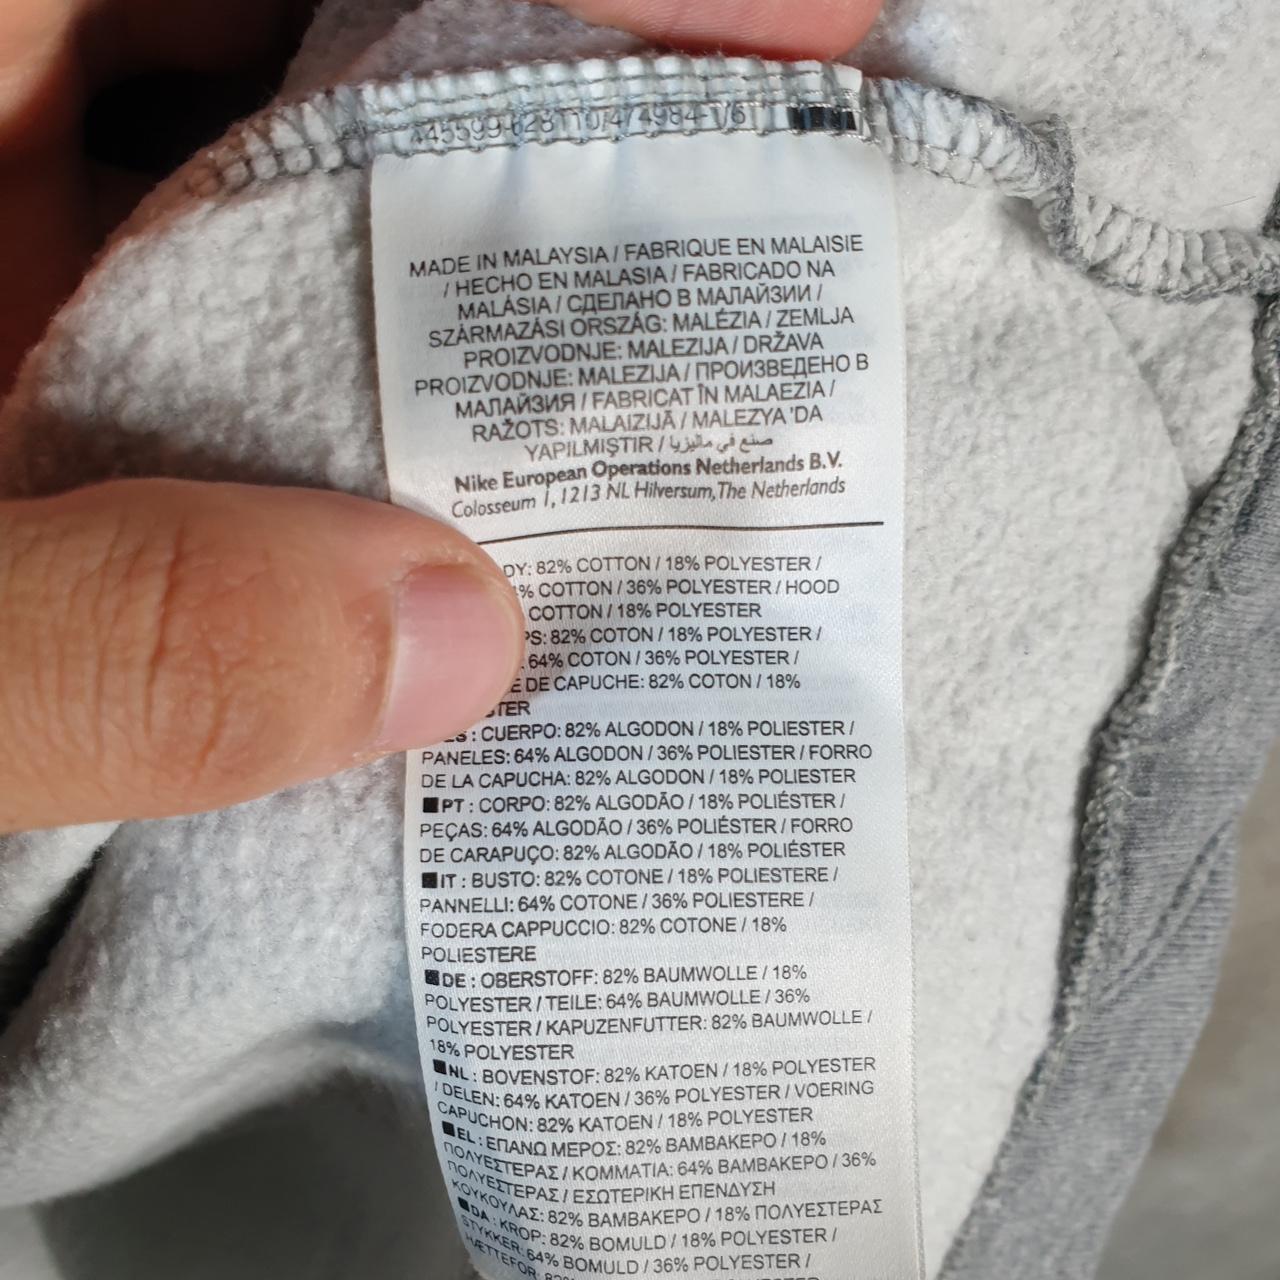 MADE IN MALAYSIA / FABRIQUE EN MALAISIE
/ HECHO EN MALASIA / FABRICADO NA
MALÁSIA / СДЕЛАНО В МАЛАЙЗИИ /
SZÁRMAZÁSI ORSZÁG: MALÉZIA / ZEMLJA
PROIZVODNJE: MALEZIJA / DRŽAVA
PROIZVODNJE: MALEZIJA / ПРОИЗВЕДЕНО В
МАЛАЙЗИЯ / FABRICAT ÎN MALAEZIA /
RAŽOTS: MALAIZIJĀ / MALEZYA 'DA
YAPILMIŞTIR / صنع في ماليزيا
Nike European Operations Netherlands B.V.
Colosseum 1, 1213 NL Hilversum, The Netherlands
DY: 82% COTTON / 18% POLYESTER /
% COTTON / 36% POLYESTER / HOOD
COTTON / 18% POLYESTER
PS: 82% COTON / 18% POLYESTER /
64% COTON / 36% POLYESTER /
E DE CAPUCHE: 82% COTON / 18%
STER
ES : CUERPO: 82% ALGODON / 18% POLIESTER /
PANELES: 64% ALGODON / 36% POLIESTER / FORRO
DE LA CAPUCHA: 82% ALGODON / 18% POLIESTER
PT : CORPO: 82% ALGODÃO / 18% POLIÉSTER /
PEÇAS: 64% ALGODÃO / 36% POLIÉSTER / FORRO
DE CARAPUÇO: 82% ALGODÃO / 18% POLIÉSTER
IT : BUSTO: 82% COTONE / 18% POLIESTERE /
PANNELLI: 64% COTONE / 36% POLIESTERE /
FODERA CAPPUCCIO: 82% COTONE / 18%
POLIESTERE
DE : OBERSTOFF: 82% BAUMWOLLE / 18%
POLYESTER / TEILE: 64% BAUMWOLLE / 36%
POLYESTER / KAPUZENFUTTER: 82% BAUMWOLLE /
18% POLYESTER
NL : BOVENSTOF: 82% KATOEN / 18% POLYESTER
/ DELEN: 64% KATOEN / 36% POLYESTER / VOERING
CAPUCHON: 82% KATOEN / 18% POLYESTER
EL : ΕΠΑΝΩ ΜΕΡΟΣ: 82% ΒΑΜΒΑΚΕΡΟ / 18%
ΠΟΛΥΕΣΤΕΡΑΣ / ΚΟΜΜΑΤΙΑ: 64% ΒΑΜΒΑΚΕΡΟ / 36%
ΠΟΛΥΕΣΤΕΡΑΣ / ΕΣΩΤΕΡΙΚΗ ΕΠΕΝΔΥΣΗ
ΚΟΥΚΟΥΛΑΣ: 82% ΒΑΜΒΑΚΕΡΟ / 18% ΠΟΛΥΕΣΤΕΡΑΣ
DA : KROP: 82% BOMULD / 18% POLYESTER /
STYKKER: 64% BOMULD / 36% POLYESTER /
HÆTTEFOR: